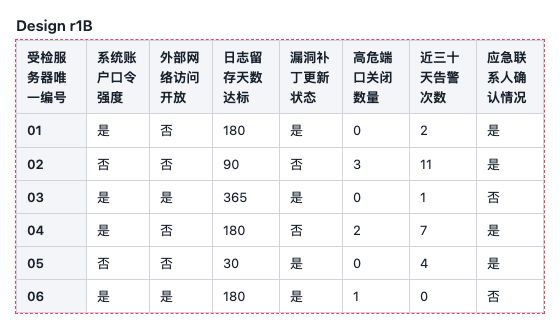 Design r1B
受检服 系统账 外部网 日志留 漏洞补 高危端 近三十 应急联
务器唯 户口令 络访问 存天数 丁更新 口关闭 天告警 系人确
一编号 强度 开放 达标 状态 数量 次数 认情况
01 是 否 180 是 0 2 是
02 否 否 90 否 3 11 是
03 是 是 365 是 0 1 否
04 是 否 180 否 2 7 是
05 否 否 30 是 0 4 是
06 是 是 180 是 1 0 否